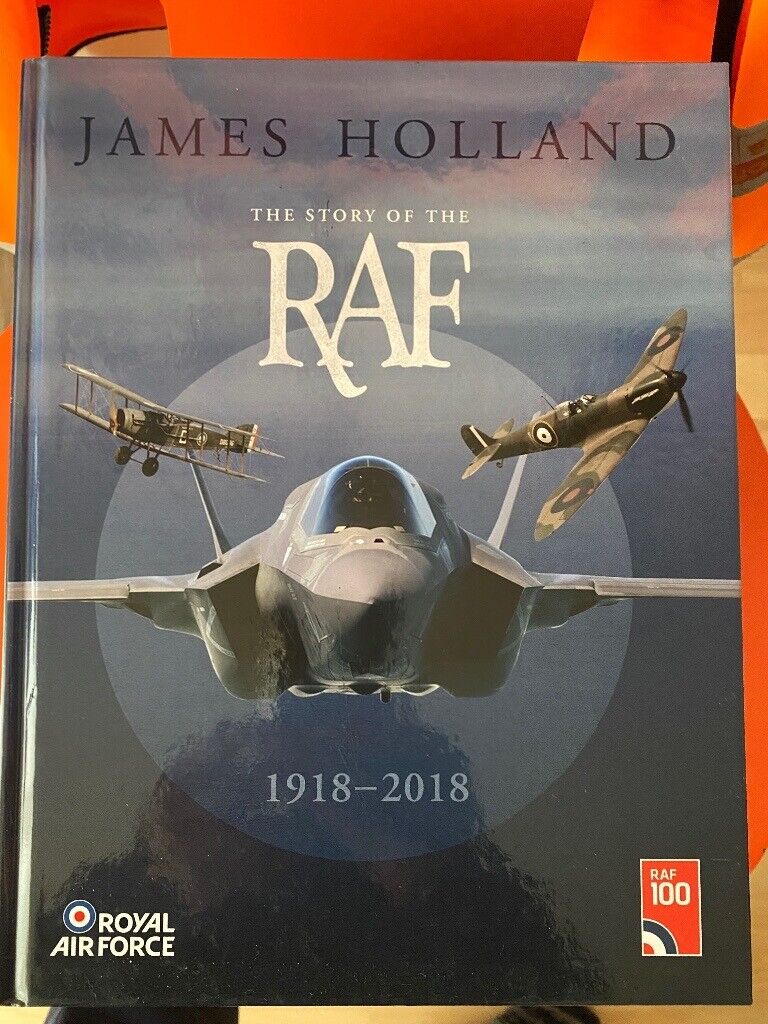 JAMES HOLLAND
THE STORY OF THE
RAF
1918–2018
ROYAL
AIR FORCE
RAF
100